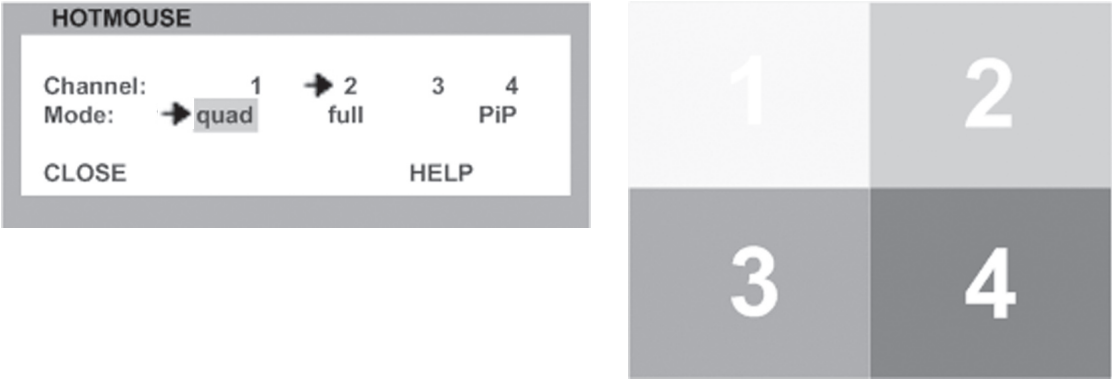 HOTMOUSE
Channel: 1 2 3 4
Mode: quad full PiP
CLOSE HELP
1 2
3 4